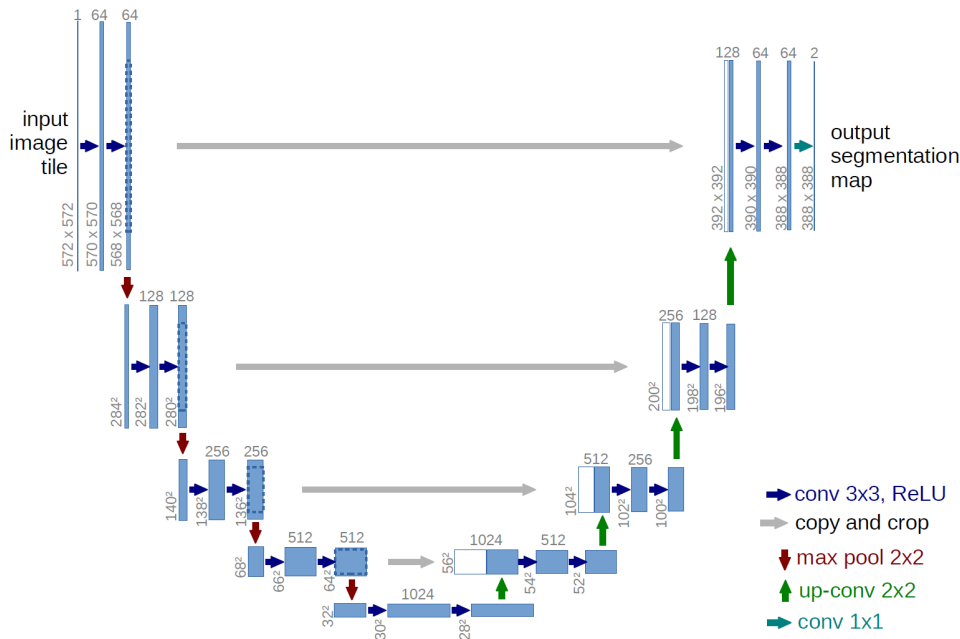 1 64 64
input
image
tile
572 x 572
570 x 570
568 x 568
128 64 64 2
output
segmentation
map
392 x 392
390 x 390
388 x 388
388 x 388
128 128
284²
282²
280²
256 128
200²
198²
196²
256 256
140²
138²
136²
512 256
104²
102²
100²
512 512
68²
66²
64²
1024 512
56²
54²
52²
1024
32²
30²
28²
conv 3x3, ReLU
copy and crop
max pool 2x2
up-conv 2x2
conv 1x1